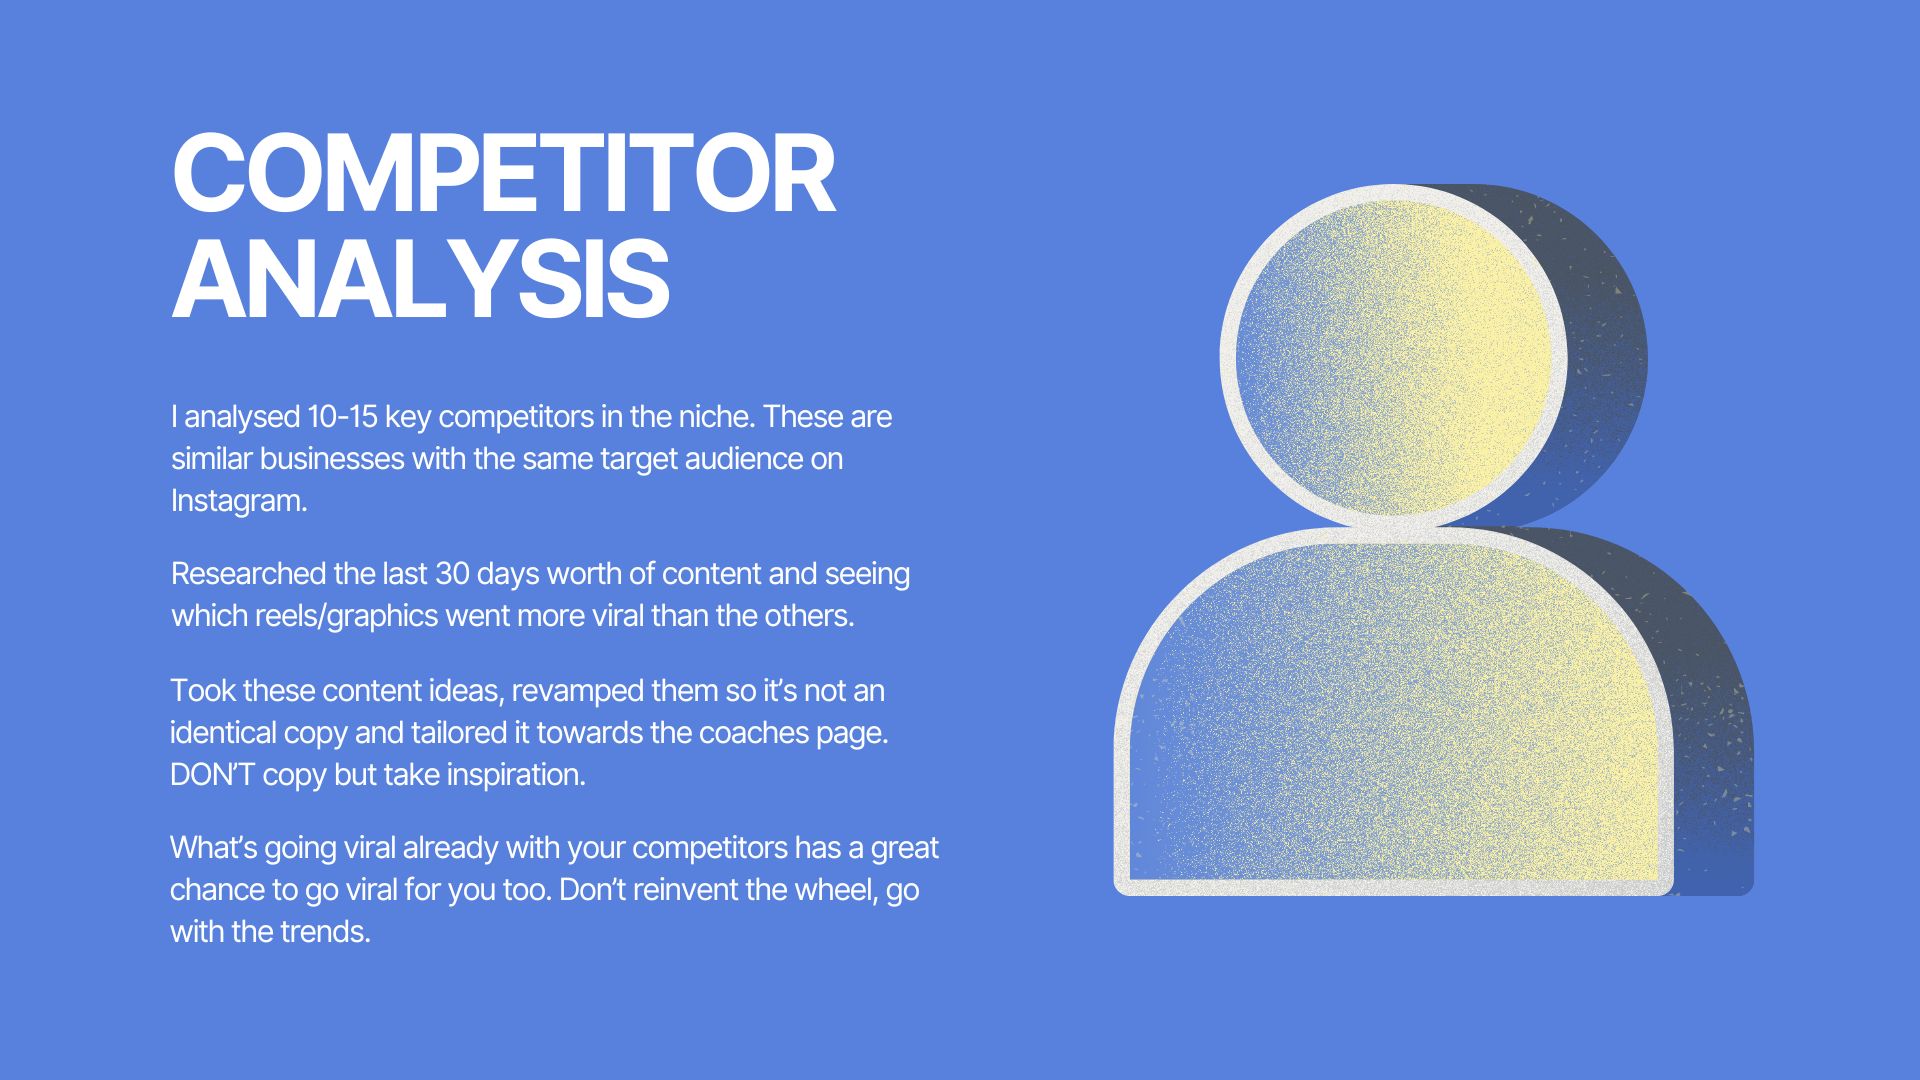 COMPETITOR
ANALYSIS
I analysed 10-15 key competitors in the niche. These are
similar businesses with the same target audience on
Instagram.
Researched the last 30 days worth of content and seeing
which reels/graphics went more viral than the others.
Took these content ideas, revamped them so it’s not an
identical copy and tailored it towards the coaches page.
DON’T copy but take inspiration.
What’s going viral already with your competitors has a great
chance to go viral for you too. Don’t reinvent the wheel, go
with the trends.